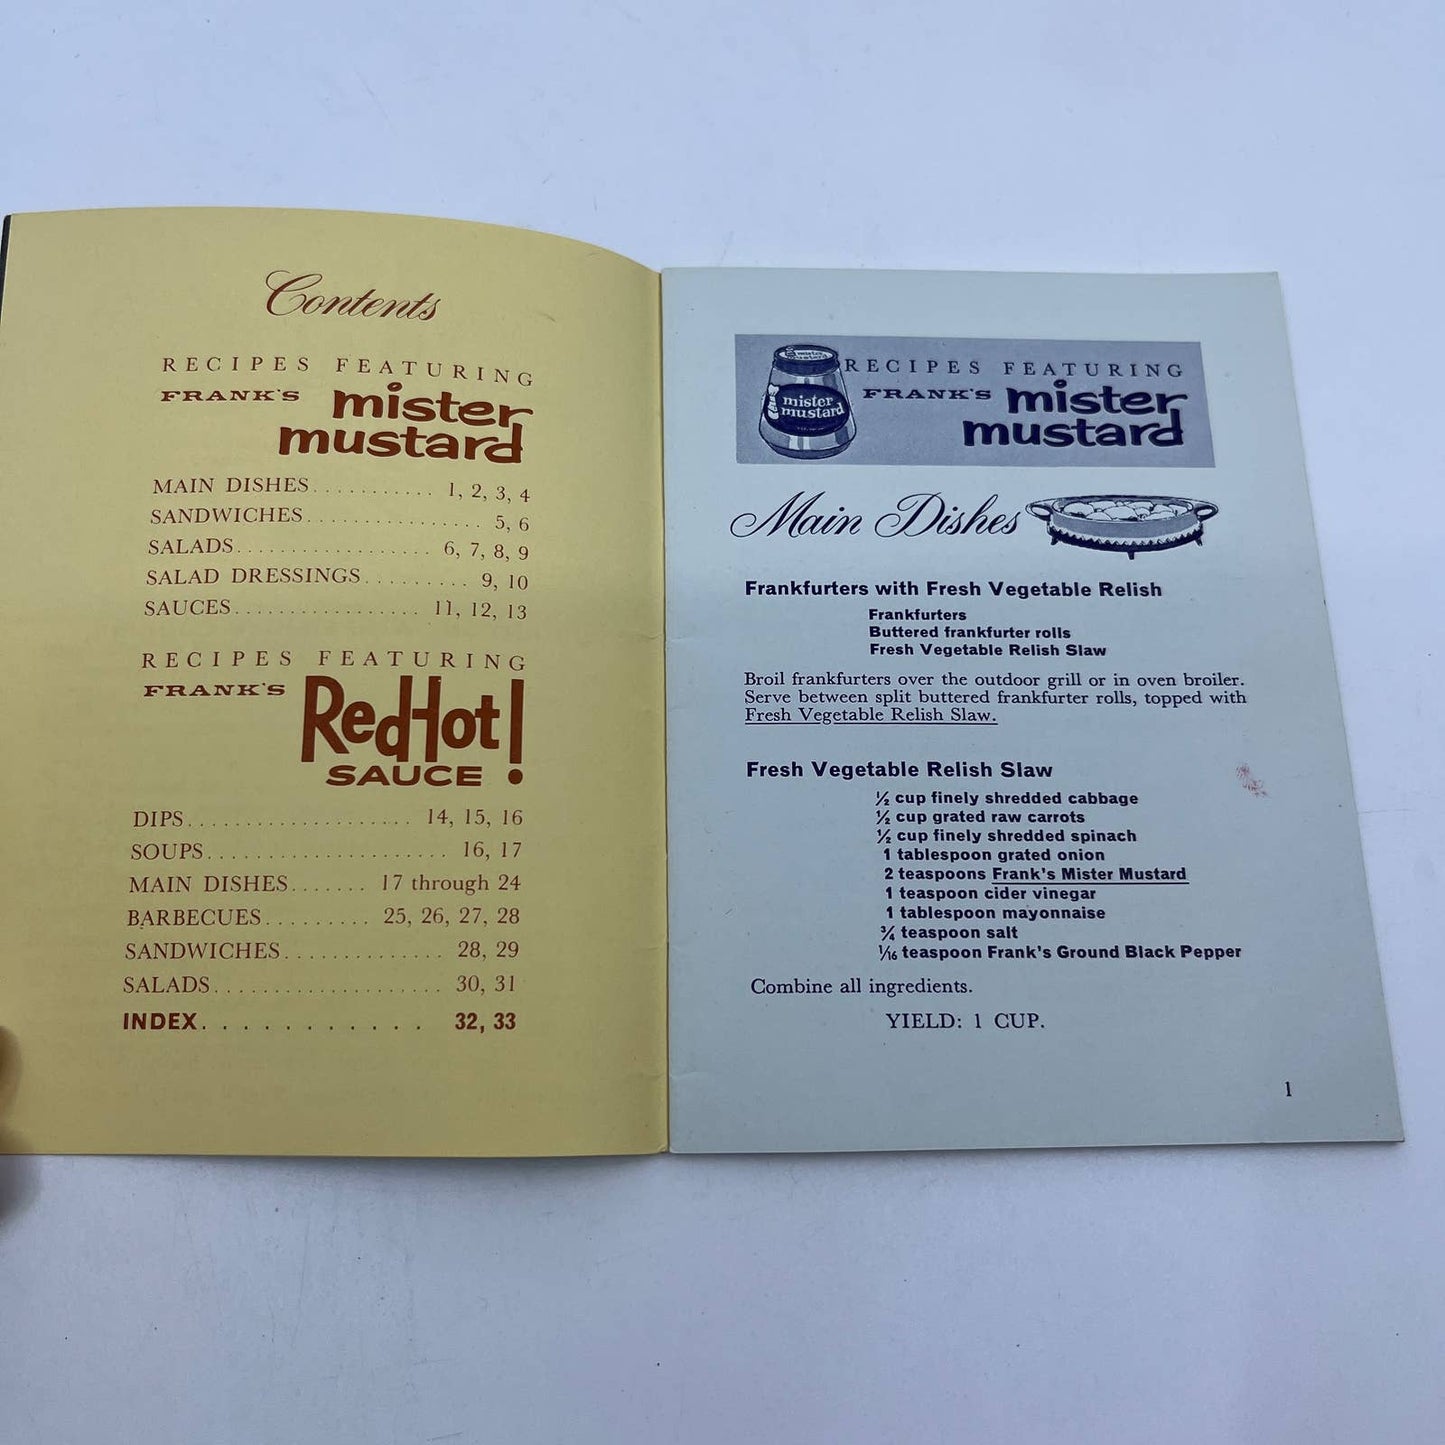 Contents
RECIPES FEATURING
FRANK'S mister
mustard
MAIN DISHES........... 1, 2, 3, 4
SANDWICHES................ 5, 6
SALADS.................. 6, 7, 8, 9
SALAD DRESSINGS......... 9, 10
SAUCES................. 11, 12, 13
RECIPES FEATURING
FRANK'S RedHot!
SAUCE
DIPS.................... 14, 15, 16
SOUPS...................... 16, 17
MAIN DISHES....... 17 through 24
BARBECUES......... 25, 26, 27, 28
SANDWICHES.............. 28, 29
SALADS..................... 30, 31
INDEX. . . . . . . . . . . . 32, 33
mister
mustard
mister
mustard
RECIPES FEATURING
FRANK'S mister
mustard
Main Dishes
Frankfurters with Fresh Vegetable Relish
Frankfurters
Buttered frankfurter rolls
Fresh Vegetable Relish Slaw
Broil frankfurters over the outdoor grill or in oven broiler.
Serve between split buttered frankfurter rolls, topped with
Fresh Vegetable Relish Slaw.
Fresh Vegetable Relish Slaw
½ cup finely shredded cabbage
½ cup grated raw carrots
½ cup finely shredded spinach
1 tablespoon grated onion
2 teaspoons Frank's Mister Mustard
1 teaspoon cider vinegar
1 tablespoon mayonnaise
¾ teaspoon salt
1/16 teaspoon Frank's Ground Black Pepper
Combine all ingredients.
YIELD: 1 CUP.
1